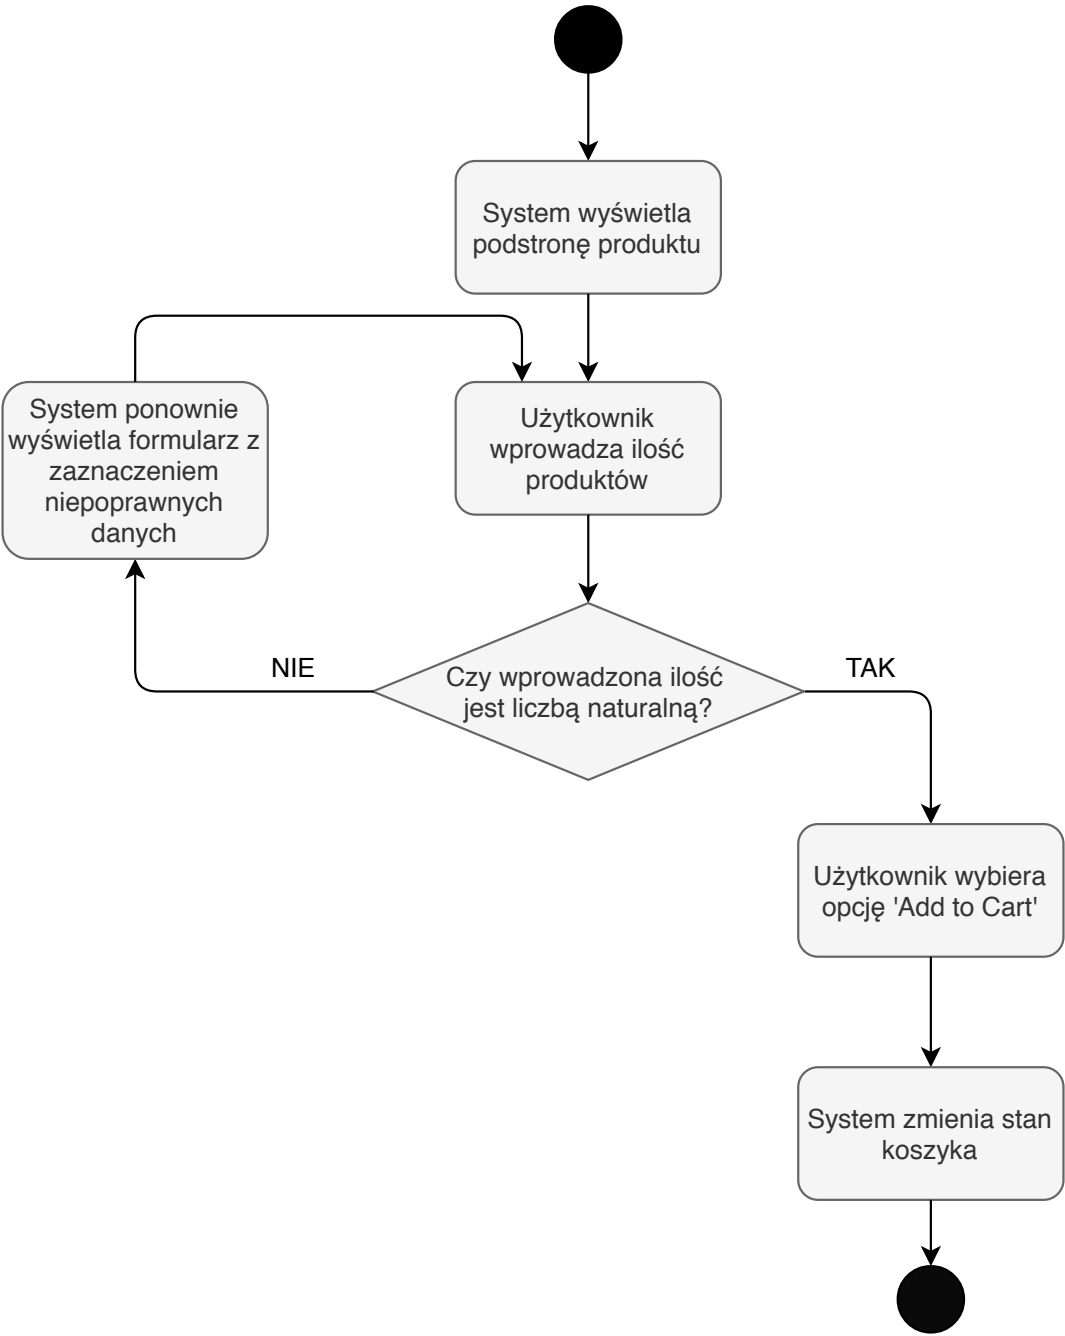 System wyświetla
podstronę produktu
System ponownie
wyświetla formularz z
zaznaczeniem
niepoprawnych
danych
Użytkownik
wprowadza ilość
produktów
NIE
Czy wprowadzona ilość
jest liczbą naturalną?
TAK
Użytkownik wybiera
opcję 'Add to Cart'
System zmienia stan
koszyka